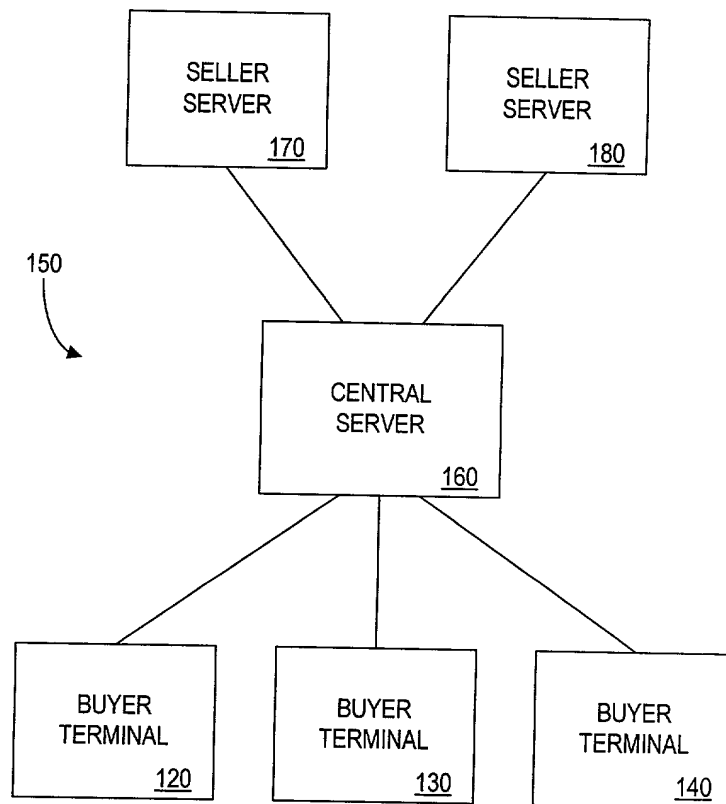 SELLER
SERVER
170
SELLER
SERVER
180
150
CENTRAL
SERVER
160
BUYER
TERMINAL
120
BUYER
TERMINAL
130
BUYER
TERMINAL
140